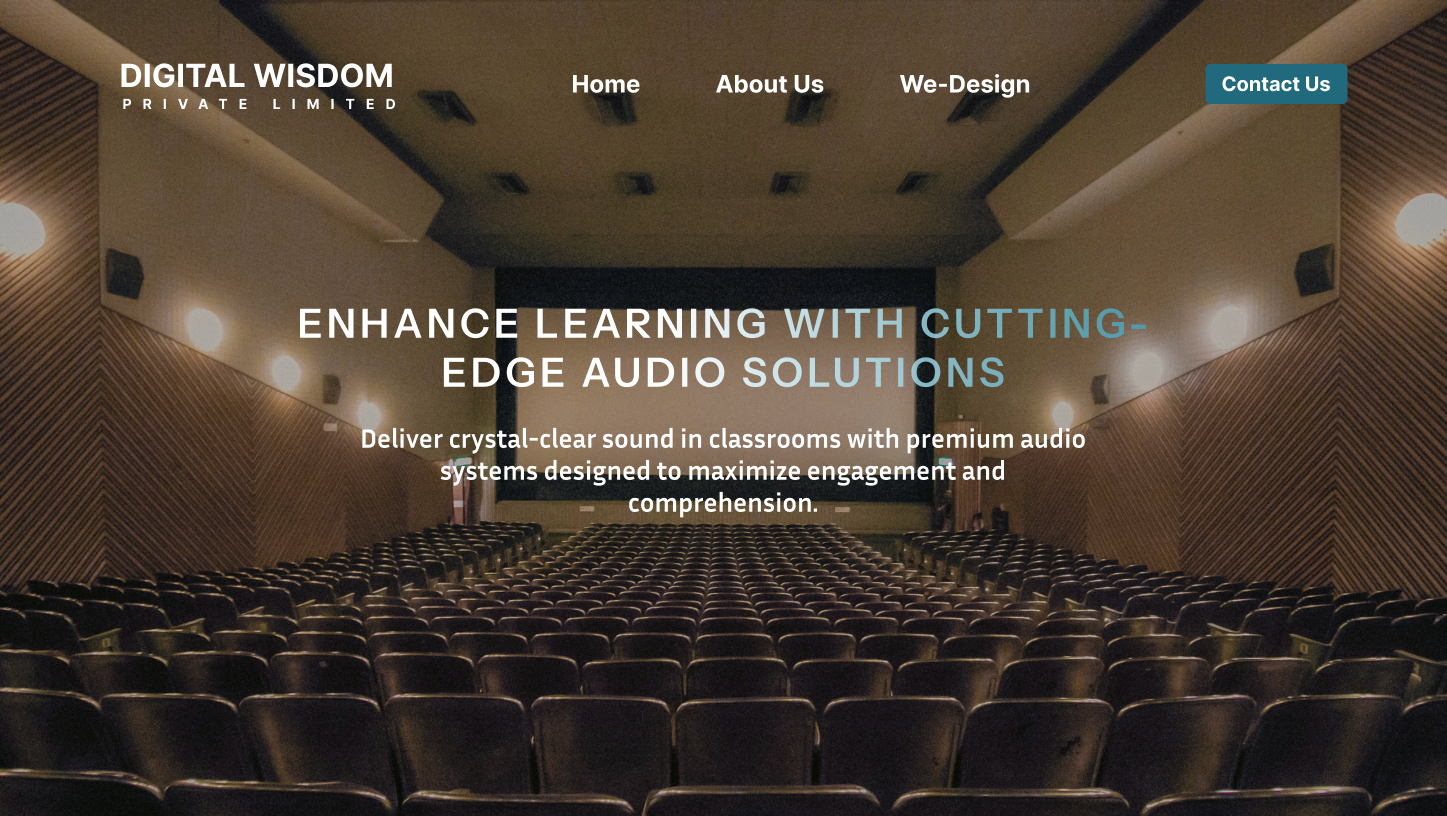 DIGITAL WISDOM
PRIVATE LIMITED
Home
About Us
We-Design
Contact Us
ENHANCE LEARNING WITH CUTTING-
EDGE AUDIO SOLUTIONS
Deliver crystal-clear sound in classrooms with premium audio
systems designed to maximize engagement and
comprehension.